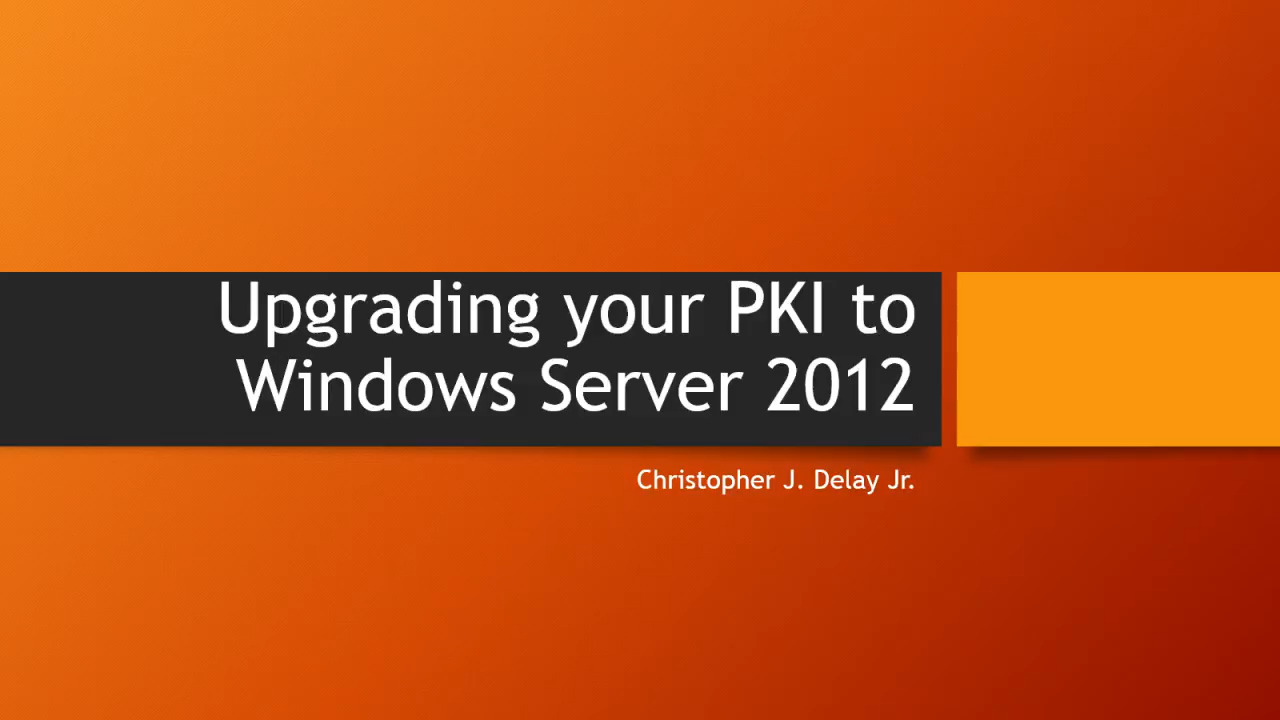 Upgrading your PKI to
Windows Server 2012
Christopher J. Delay Jr.